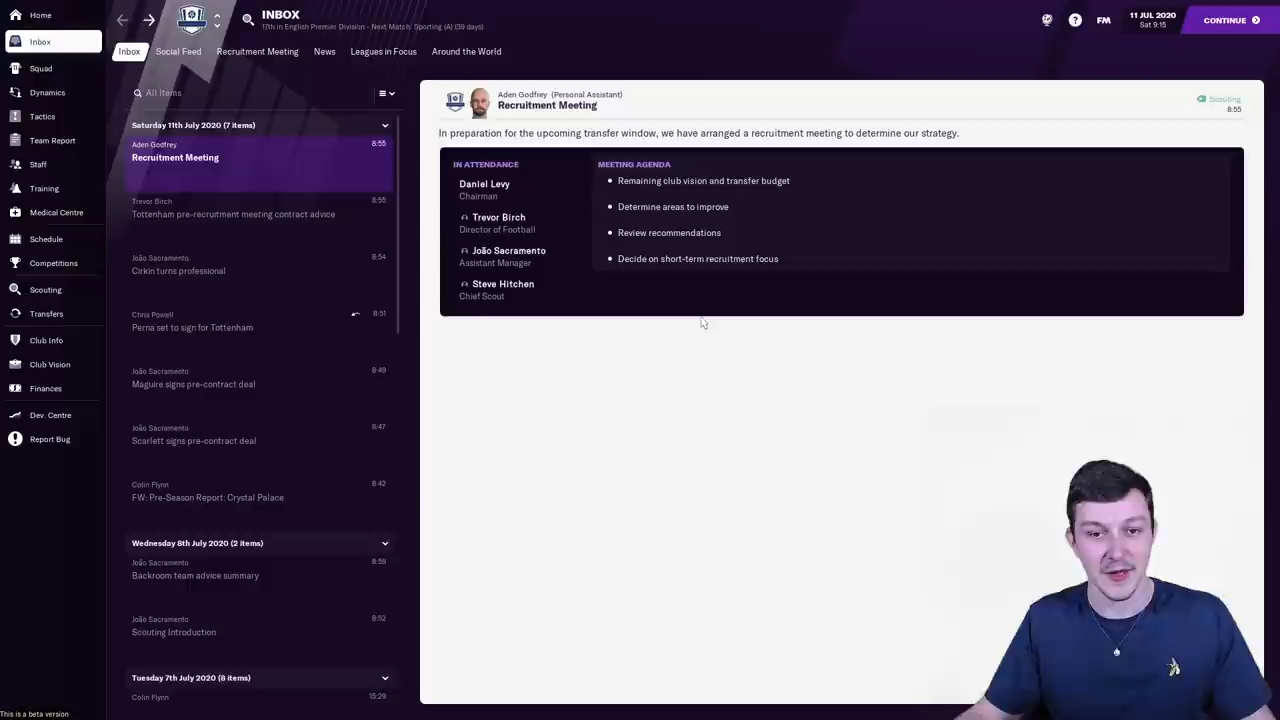 Home
Inbox
Squad
Dynamics
Tactics
Team Report
Staff
Training
Medical Centre
Schedule
Competitions
Scouting
Transfers
Club Info
Club Vision
Finances
Dev. Centre
Report Bug
This is a beta version
INBOX
17th in English Premier Division - Next Match: Sporting (A) (39 days)
FM
11 JUL 2020
Sat 9:15
CONTINUE
Inbox
Social Feed
Recruitment Meeting
News
Leagues in Focus
Around the World
All Items
Saturday 11th July 2020 (7 items)
Aden Godfrey 8:55
Recruitment Meeting
Trevor Birch 8:55
Tottenham pre-recruitment meeting contract advice
João Sacramento 8:54
Cirkin turns professional
Chris Powell 8:51
Perna set to sign for Tottenham
João Sacramento 8:49
Maguire signs pre-contract deal
João Sacramento 8:47
Scarlett signs pre-contract deal
Colin Flynn 8:42
FW: Pre-Season Report: Crystal Palace
Wednesday 8th July 2020 (2 items)
João Sacramento 8:59
Backroom team advice summary
João Sacramento 8:52
Scouting Introduction
Tuesday 7th July 2020 (8 items)
Colin Flynn 15:29
Aden Godfrey (Personal Assistant)
Recruitment Meeting
Scouting
8:55
In preparation for the upcoming transfer window, we have arranged a recruitment meeting to determine our strategy.
IN ATTENDANCE
Daniel Levy
Chairman
Trevor Birch
Director of Football
João Sacramento
Assistant Manager
Steve Hitchen
Chief Scout
MEETING AGENDA
Remaining club vision and transfer budget
Determine areas to improve
Review recommendations
Decide on short-term recruitment focus